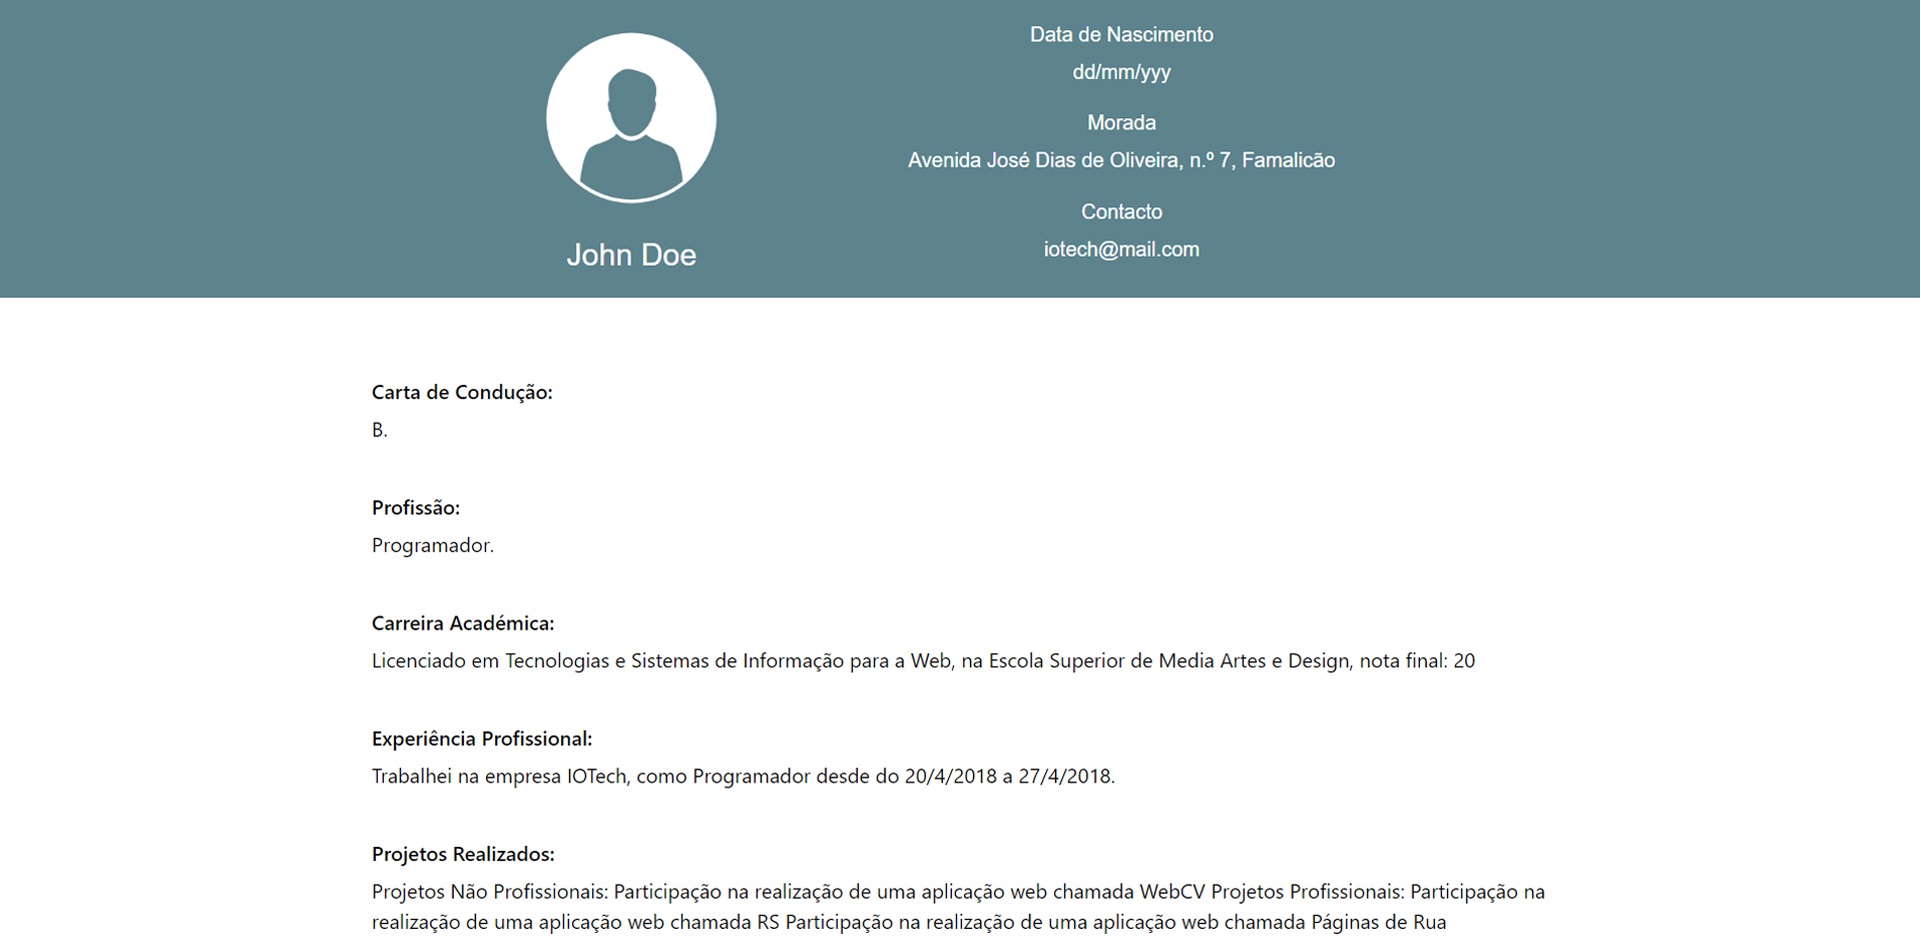 John Doe
Data de Nascimento
dd/mm/yyy
Morada
Avenida José Dias de Oliveira, n.º 7, Famalicão
Contacto
iotech@mail.com
Carta de Condução:
B.
Profissão:
Programador.
Carreira Académica:
Licenciado em Tecnologias e Sistemas de Informação para a Web, na Escola Superior de Media Artes e Design, nota final: 20
Experiência Profissional:
Trabalhei na empresa IOTech, como Programador desde do 20/4/2018 a 27/4/2018.
Projetos Realizados:
Projetos Não Profissionais: Participação na realização de uma aplicação web chamada WebCV Projetos Profissionais: Participação na
realização de uma aplicação web chamada RS Participação na realização de uma aplicação web chamada Páginas de Rua